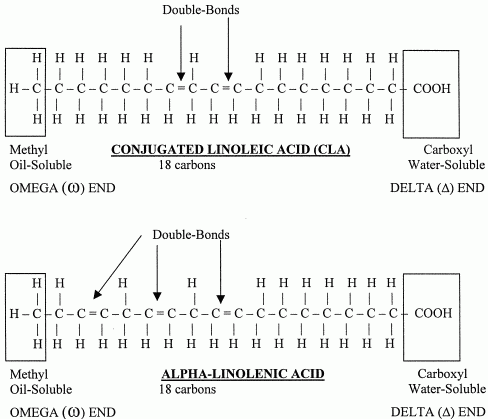 Double-Bonds
H H H H H H H H H H H H H H
H – C – C – C – C – C – C – C = C – C = C – C – C – C – C – C – C – C – COOH
H H H H H H H H H H H H H H H H H
Methyl
Oil-Soluble
CONJUGATED LINOLEIC ACID (CLA)
18 carbons
Carboxyl
Water-Soluble
OMEGA (ω) END
DELTA (Δ) END
Double-Bonds
H H H H H H H H H H H
H – C – C – C = C – C – C = C – C – C = C – C – C – C – C – C – C – C – COOH
H H H H H H H H H H H H H H H H H
Methyl
Oil-Soluble
ALPHA-LINOLENIC ACID
18 carbons
Carboxyl
Water-Soluble
OMEGA (ω) END
DELTA (Δ) END